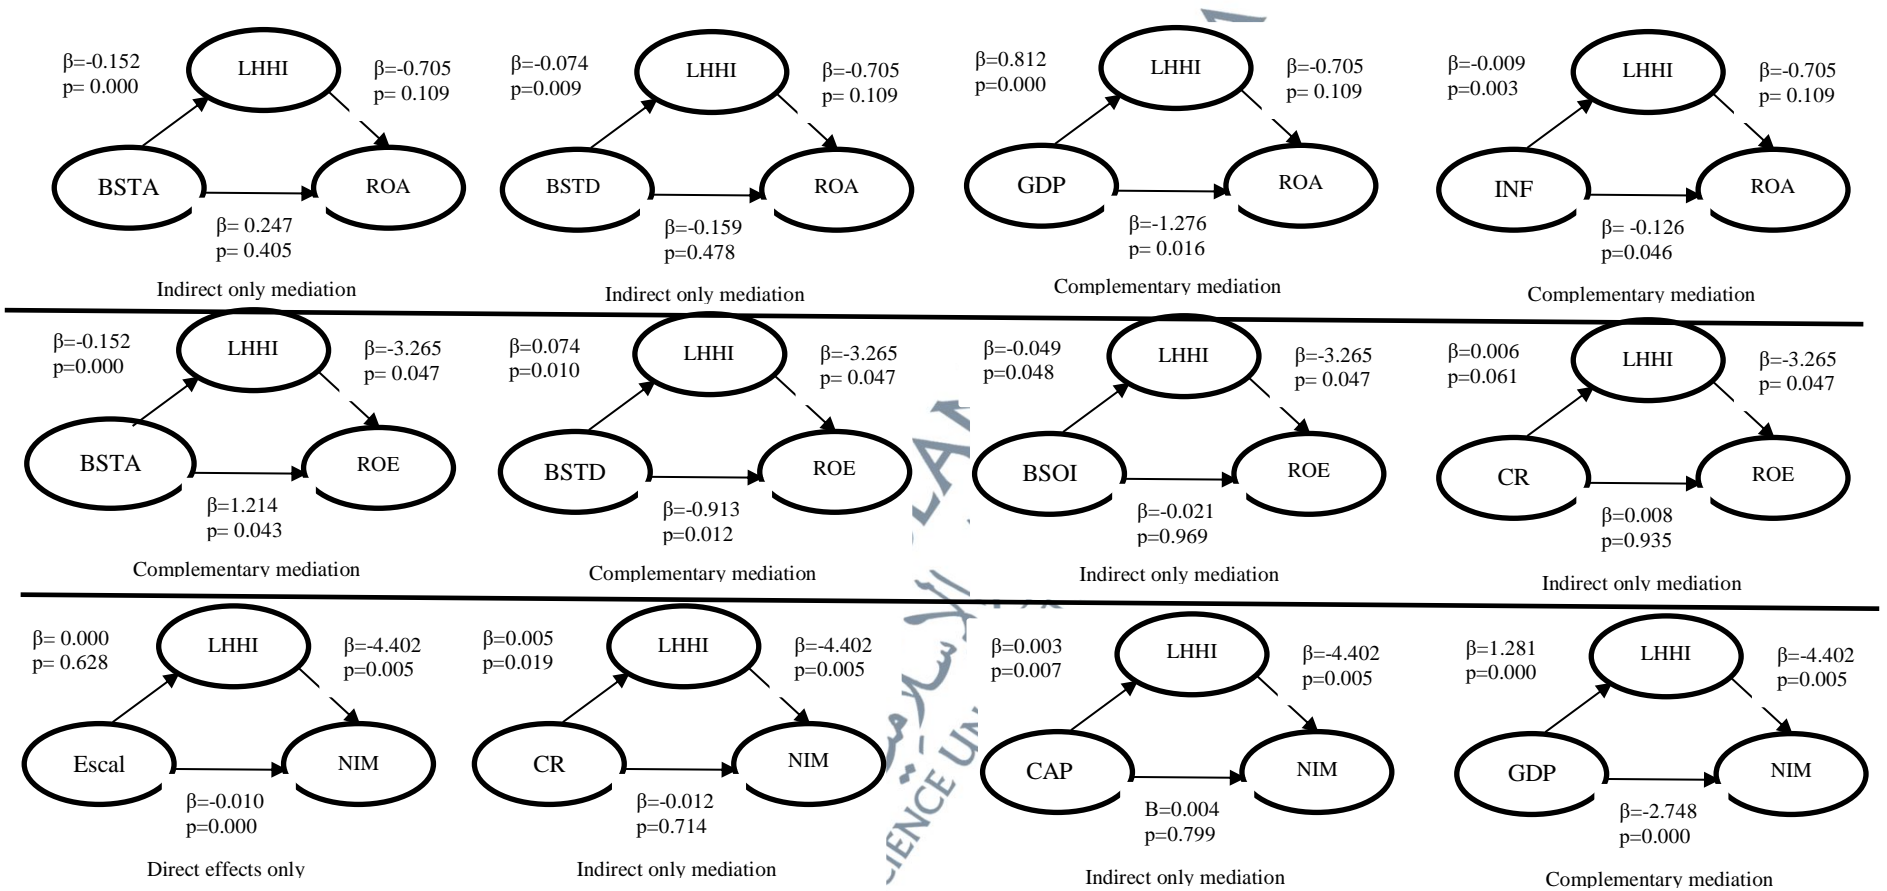 β=-0.152
p= 0.000
LHHI
β=-0.705
p= 0.109
BSTA
ROA
β= 0.247
p= 0.405
Indirect only mediation
β=-0.074
p=0.009
LHHI
β=-0.705
p= 0.109
BSTD
ROA
β=-0.159
p=0.478
Indirect only mediation
β=0.812
p=0.000
LHHI
β=-0.705
p= 0.109
GDP
ROA
β=-1.276
p= 0.016
Complementary mediation
β=-0.009
p=0.003
LHHI
β=-0.705
p= 0.109
INF
ROA
β= -0.126
p=0.046
Complementary mediation
β=-0.152
p=0.000
LHHI
β=-3.265
p= 0.047
BSTA
ROE
β=1.214
p= 0.043
Complementary mediation
β=0.074
p=0.010
LHHI
β=-3.265
p= 0.047
BSTD
ROE
β=-0.913
p=0.012
Complementary mediation
β=-0.049
p=0.048
LHHI
β=-3.265
p= 0.047
BSOI
ROE
β=-0.021
p=0.969
Indirect only mediation
β=0.006
p=0.061
LHHI
β=-3.265
p= 0.047
CR
ROE
β=0.008
p=0.935
Indirect only mediation
β= 0.000
p= 0.628
LHHI
β=-4.402
p=0.005
Escal
NIM
β=-0.010
p=0.000
Direct effects only
β=0.005
p=0.019
LHHI
β=-4.402
p=0.005
CR
NIM
β=-0.012
p=0.714
Indirect only mediation
β=0.003
p=0.007
LHHI
β=-4.402
p=0.005
CAP
NIM
B=0.004
p=0.799
Indirect only mediation
β=1.281
p=0.000
LHHI
β=-4.402
p=0.005
GDP
NIM
β=-2.748
p=0.000
Complementary mediation